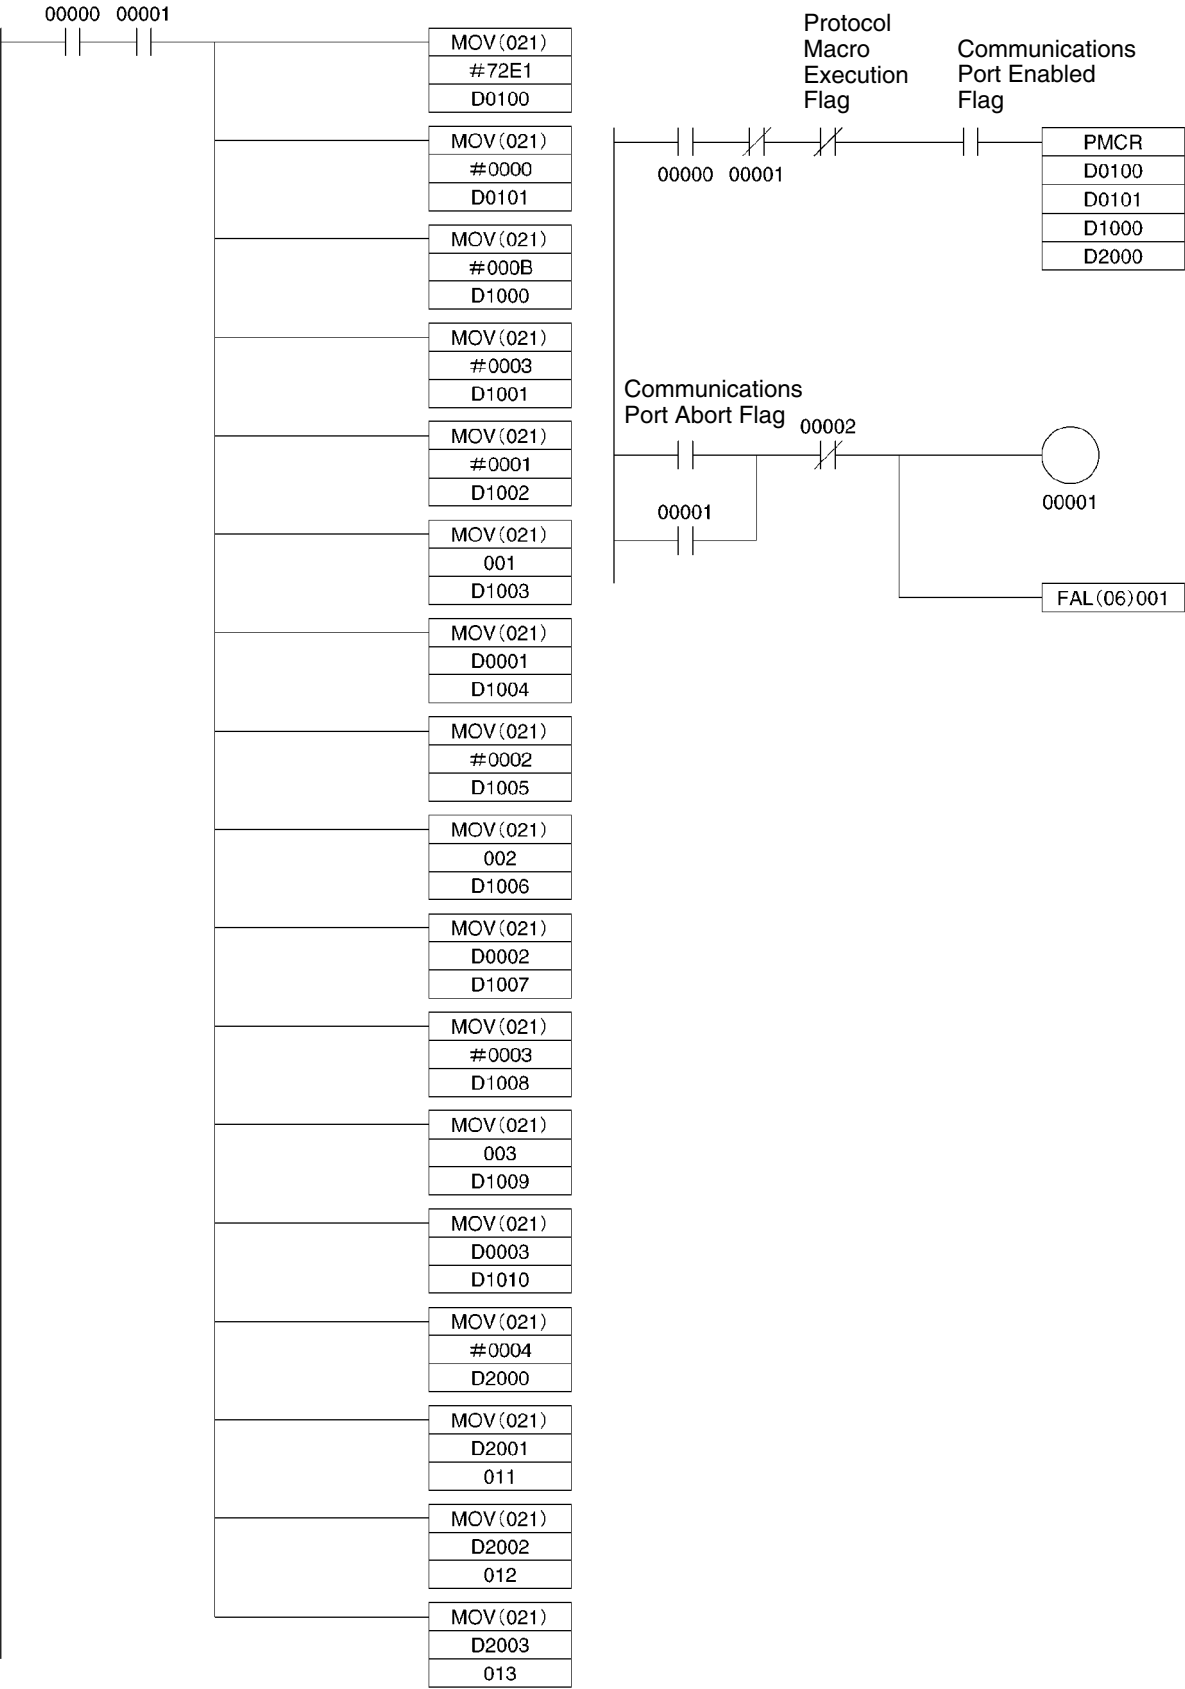 00000 00001
MOV(021)
#72E1
D0100
MOV(021)
#0000
D0101
MOV(021)
#000B
D1000
MOV(021)
#0003
D1001
MOV(021)
#0001
D1002
MOV(021)
001
D1003
MOV(021)
D0001
D1004
MOV(021)
#0002
D1005
MOV(021)
002
D1006
MOV(021)
D0002
D1007
MOV(021)
#0003
D1008
MOV(021)
003
D1009
MOV(021)
D0003
D1010
MOV(021)
#0004
D2000
MOV(021)
D2001
011
MOV(021)
D2002
012
MOV(021)
D2003
013
Protocol
Macro
Execution
Flag
Communications
Port Enabled
Flag
00000 00001
PMCR
D0100
D0101
D1000
D2000
Communications
Port Abort Flag
00002
00001
00001
FAL(06)001